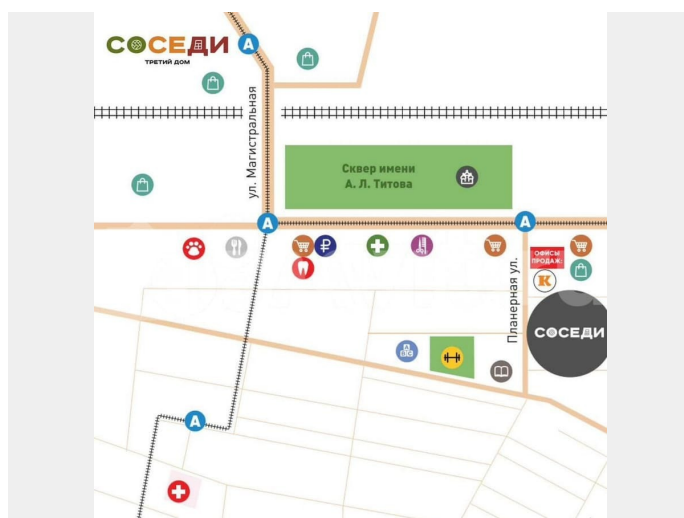 СОСЕДИ
ТРЕТИЙ ДОМ
А
ул. Магистральная
Сквер имени
А. Л. Титова
А
А
₽
ОФИСЫ
ПРОДАЖ:
К
Планерная ул.
СОСЕДИ
A
B C
А